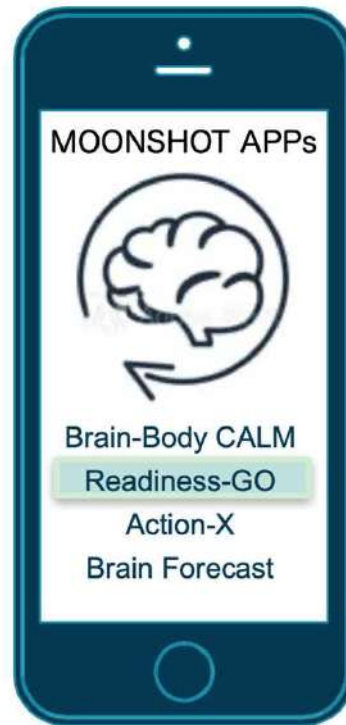 MOONSHOT APPs
Brain-Body CALM
Readiness-GO
Action-X
Brain Forecast